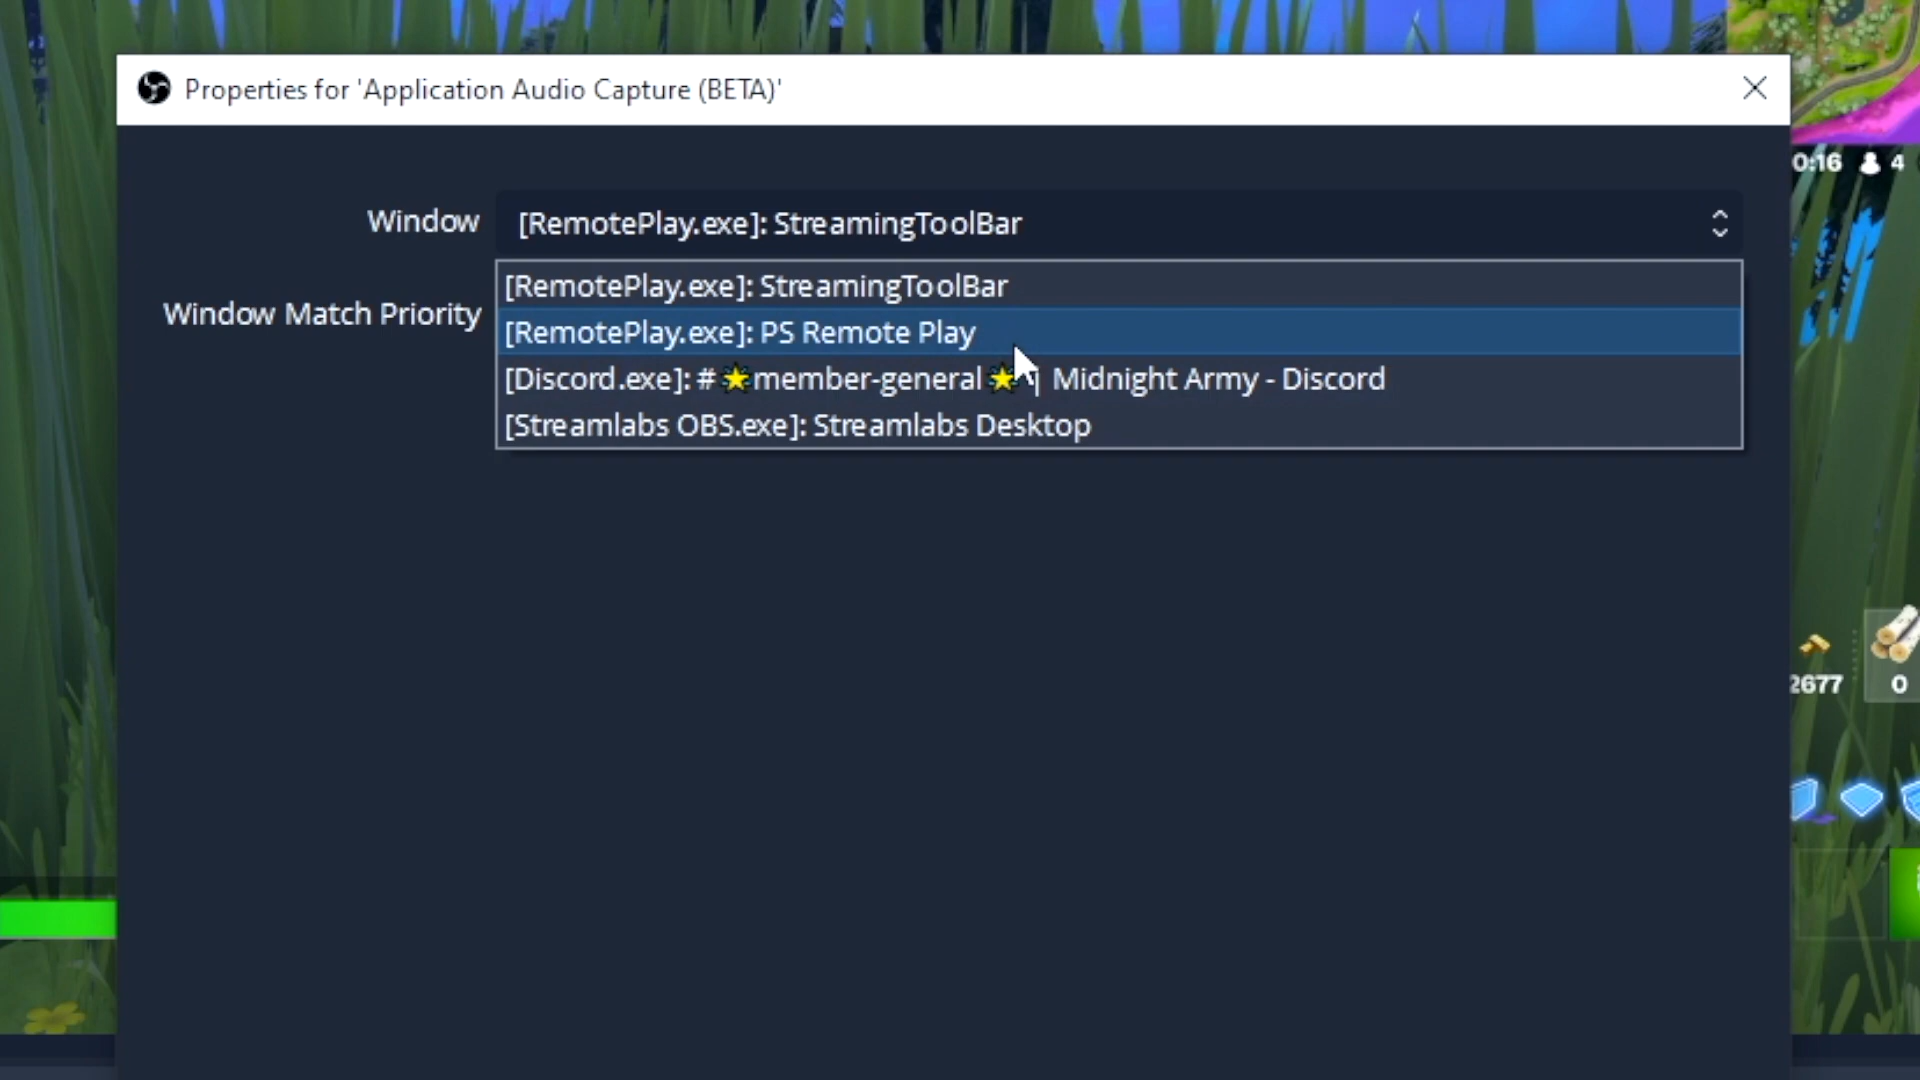 Properties for 'Application Audio Capture (BETA)'
0:16 4
Window [RemotePlay.exe]: StreamingToolBar
[RemotePlay.exe]: StreamingToolBar
Window Match Priority
[RemotePlay.exe]: PS Remote Play
[Discord.exe]: #⭐member-general⭐ | Midnight Army - Discord
[Streamlabs OBS.exe]: Streamlabs Desktop
2677 0